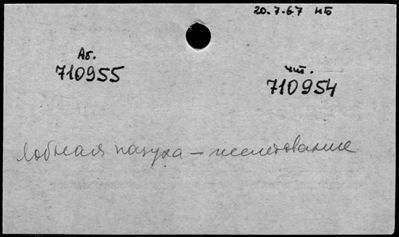 20.7.67 НБ
Аб.
710955
чит.
710954
Лобная пазуха – исследование